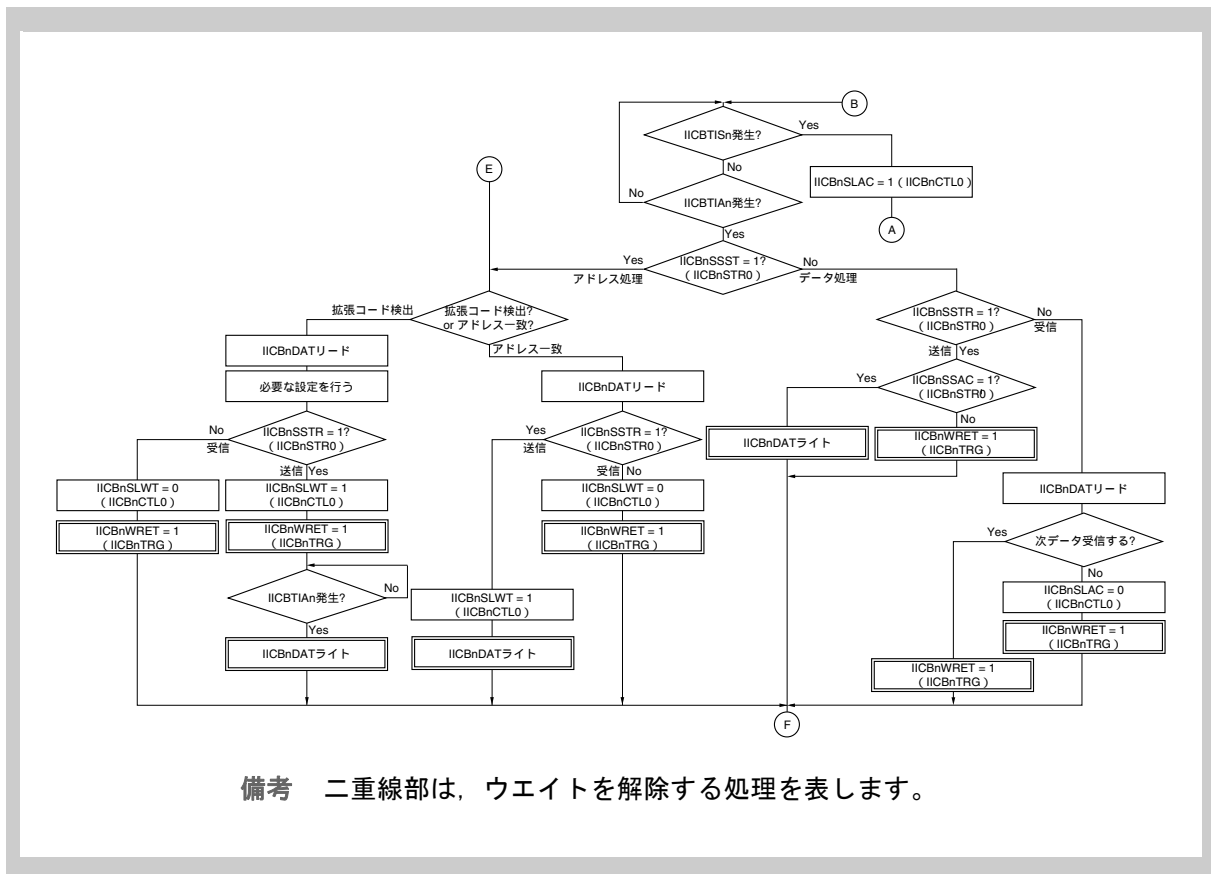 B
IICBTISn発生?
Yes
No
E
IICBnSLAC = 1 ( IICBnCTL0 )
No
IICBTIAn発生?
A
Yes
Yes
IICBnSSST = 1?
( IICBnSTR0 )
No
アドレス処理
データ処理
拡張コード検出
拡張コード検出?
or アドレス一致?
IICBnSSTR = 1?
( IICBnSTR0 )
No
受信
IICBnDATリード
アドレス一致
送信 Yes
必要な設定を行う
IICBnDATリード
Yes
IICBnSSAC = 1?
( IICBnSTR0 )
No
受信
IICBnSSTR = 1?
( IICBnSTR0 )
Yes
送信
IICBnSSTR = 1?
( IICBnSTR0 )
No
IICBnDATライト
IICBnWRET = 1
( IICBnTRG )
送信 Yes
受信 No
IICBnSLWT = 0
( IICBnCTL0 )
IICBnSLWT = 1
( IICBnCTL0 )
IICBnSLWT = 0
( IICBnCTL0 )
IICBnDATリード
IICBnWRET = 1
( IICBnTRG )
IICBnWRET = 1
( IICBnTRG )
IICBnWRET = 1
( IICBnTRG )
Yes
次データ受信する?
No
IICBTIAn発生?
No
IICBnSLWT = 1
( IICBnCTL0 )
IICBnSLAC = 0
( IICBnCTL0 )
Yes
IICBnWRET = 1
( IICBnTRG )
IICBnDATライト
IICBnDATライト
IICBnWRET = 1
( IICBnTRG )
F
備考 二重線部は，ウエイトを解除する処理を表します。